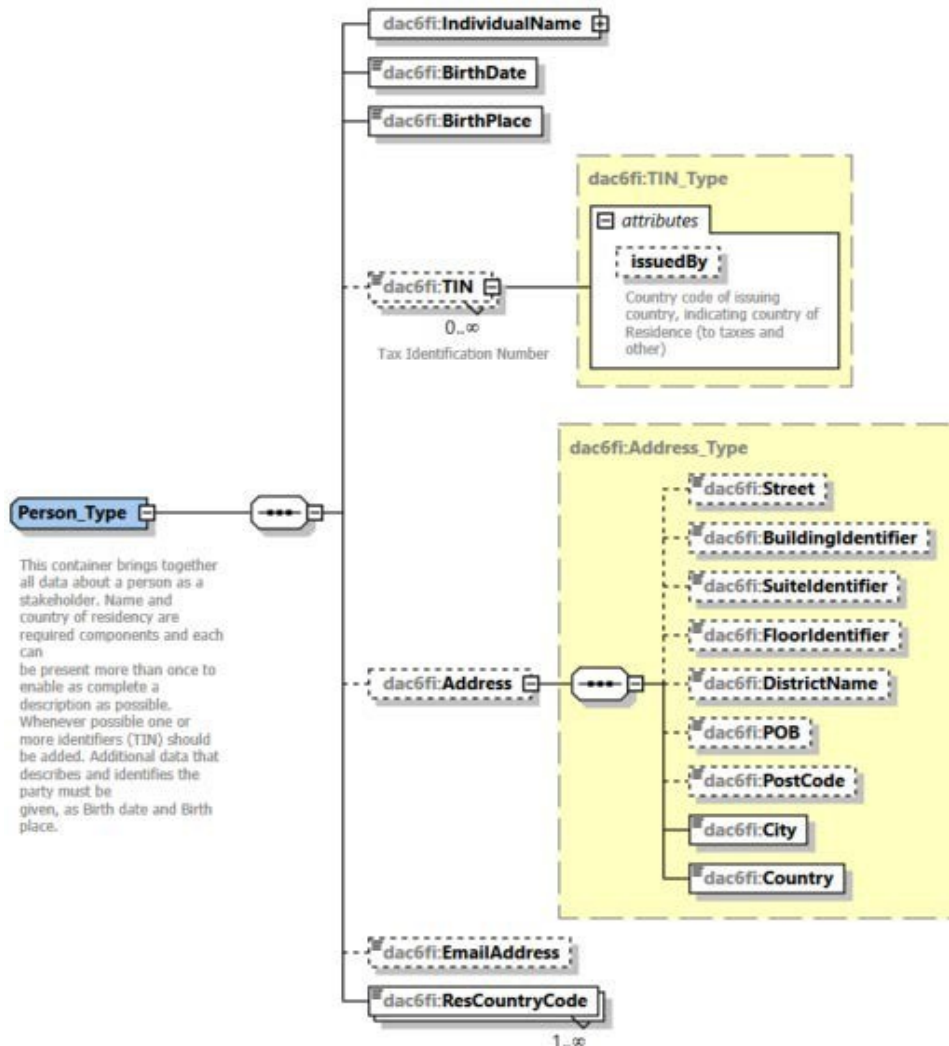 dac6fi:IndividualName
dac6fi:BirthDate
dac6fi:BirthPlace
dac6fi:TIN_Type
attributes
issuedBy
Country code of issuing
country, indicating country of
Residence (to taxes and
other)
dac6fi:TIN
0..∞
Tax Identification Number
dac6fi:Address_Type
dac6fi:Street
dac6fi:BuildingIdentifier
dac6fi:SuiteIdentifier
dac6fi:FloorIdentifier
dac6fi:DistrictName
dac6fi:POB
dac6fi:PostCode
dac6fi:City
dac6fi:Country
Person_Type
This container brings together
all data about a person as a
stakeholder. Name and
country of residency are
required components and each
can
be present more than once to
enable as complete a
description as possible.
Whenever possible one or
more identifiers (TIN) should
be added. Additional data that
describes and identifies the
party must be
given, as Birth date and Birth
place.
dac6fi:Address
dac6fi:EmailAddress
dac6fi:ResCountryCode
1..∞